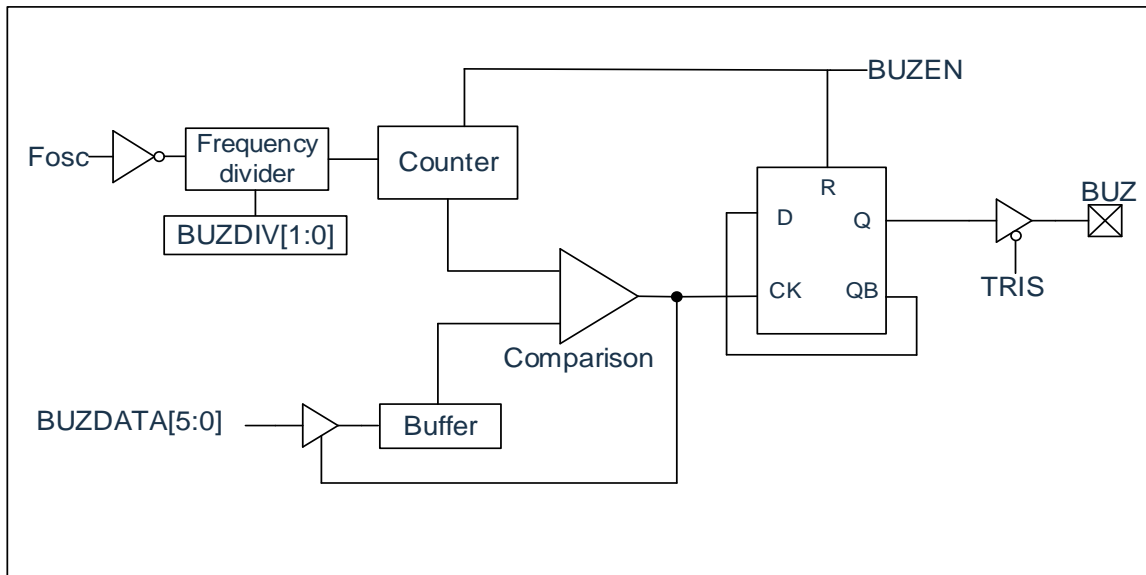 BUZEN
Fosc
Frequency
divider
Counter
BUZDIV[1:0]
R
D
Q
BUZ
CK
QB
TRIS
Comparison
BUZDATA[5:0]
Buffer